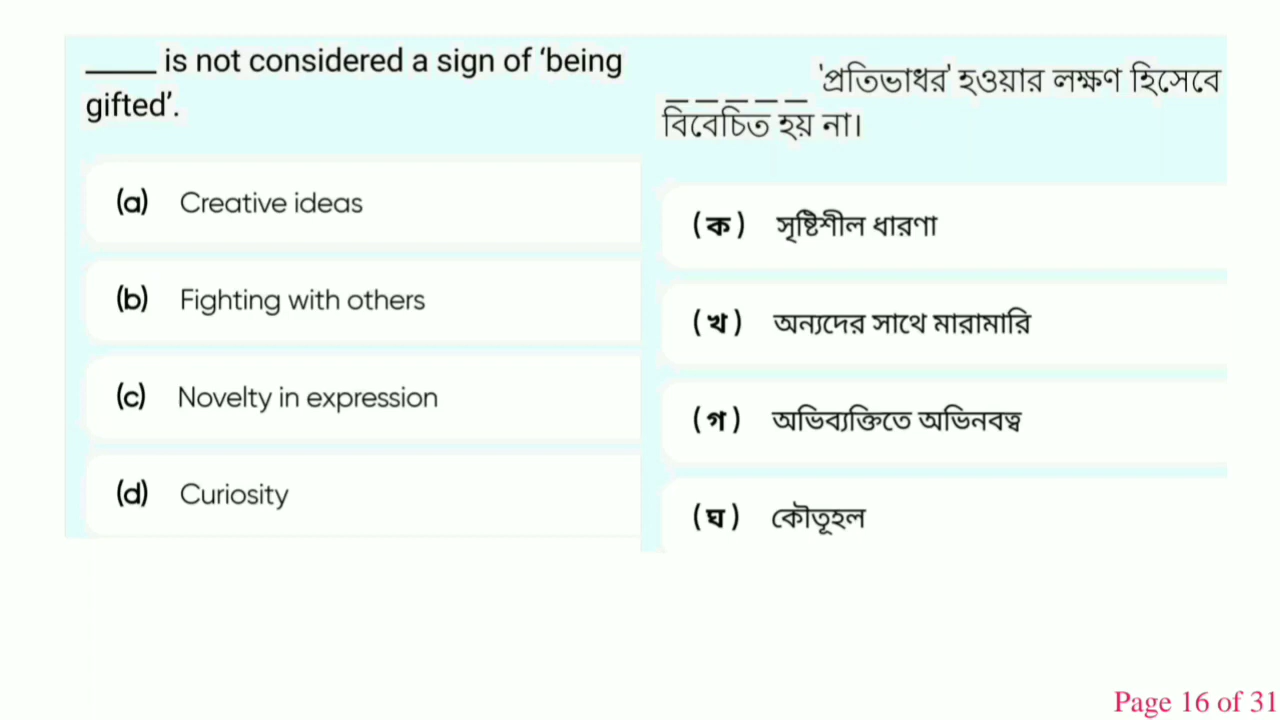 _____ is not considered a sign of ‘being
gifted’.
(a) Creative ideas
(b) Fighting with others
(c) Novelty in expression
(d) Curiosity
_ _ _ _ _ 'প্রতিভাধর' হওয়ার লক্ষণ হিসেবে
বিবেচিত হয় না।
(ক) সৃষ্টিশীল ধারণা
(খ) অন্যদের সাথে মারামারি
(গ) অভিব্যক্তিতে অভিনবত্ব
(ঘ) কৌতূহল
Page 16 of 31